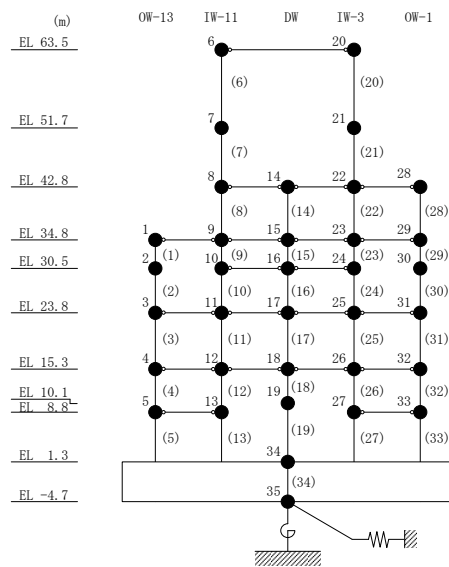 (m) OW-13 IW-11 DW IW-3 OW-1
EL 63.5 6 20
(6) (20)
EL 51.7 7 21
(7) (21)
EL 42.8 8 14 22 28
(8) (14) (22) (28)
EL 34.8 1 9 15 23 29
(1) (9) (15) (23) (29)
EL 30.5 2 10 16 24 30
(2) (10) (16) (24) (30)
EL 23.8 3 11 17 25 31
(3) (11) (17) (25) (31)
EL 15.3 4 12 18 26 32
(4) (12) (18) (26) (32)
EL 10.1 19
EL 8.8 5 13 27 33
(5) (13) (19) (27) (33)
EL 1.3 34
(34)
EL -4.7 35